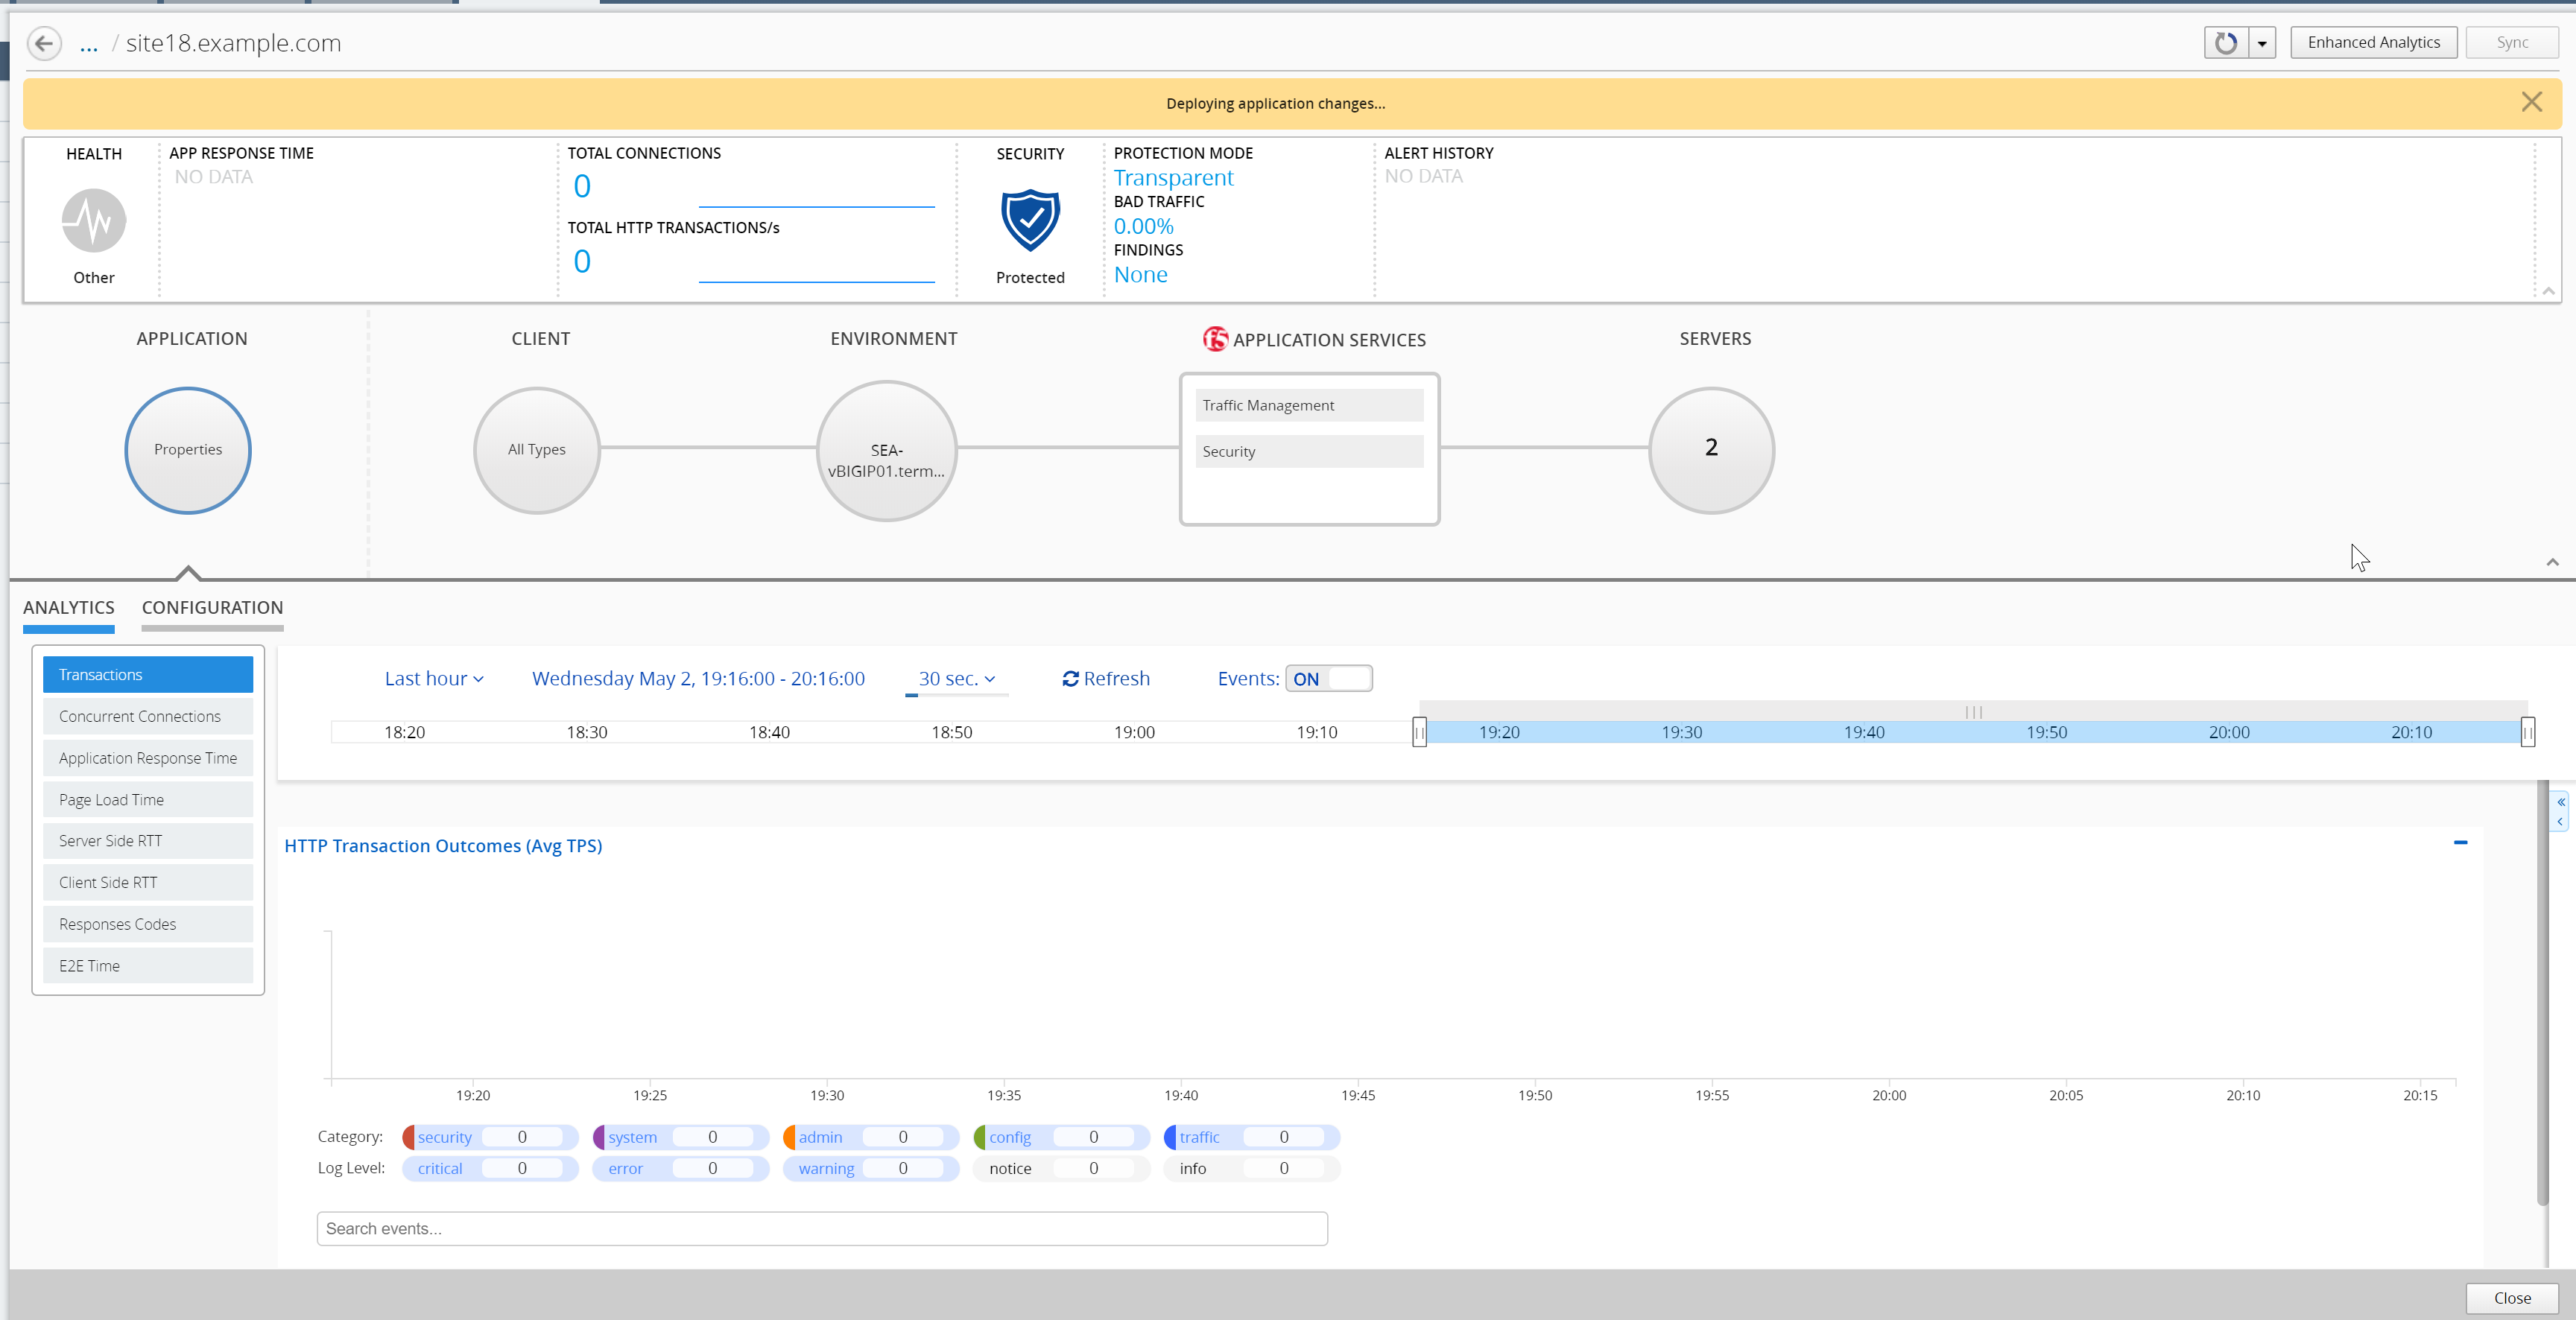 ... / site18.example.com
Enhanced Analytics
Sync
Deploying application changes...
HEALTH
Other
APP RESPONSE TIME
NO DATA
TOTAL CONNECTIONS
0
TOTAL HTTP TRANSACTIONS/s
0
SECURITY
Protected
PROTECTION MODE
Transparent
BAD TRAFFIC
0.00%
FINDINGS
None
ALERT HISTORY
NO DATA
APPLICATION
CLIENT
ENVIRONMENT
f5 APPLICATION SERVICES
SERVERS
Properties
All Types
SEA-
vBIGIP01.term...
Traffic Management
Security
2
ANALYTICS
CONFIGURATION
Transactions
Concurrent Connections
Application Response Time
Page Load Time
Server Side RTT
Client Side RTT
Responses Codes
E2E Time
Last hour
Wednesday May 2, 19:16:00 - 20:16:00
30 sec.
Refresh
Events: ON
18:20 18:30 18:40 18:50 19:00 19:10 19:20 19:30 19:40 19:50 20:00 20:10
HTTP Transaction Outcomes (Avg TPS)
19:20 19:25 19:30 19:35 19:40 19:45 19:50 19:55 20:00 20:05 20:10 20:15
Category: security 0 system 0 admin 0 config 0 traffic 0
Log Level: critical 0 error 0 warning 0 notice 0 info 0
Search events...
Close